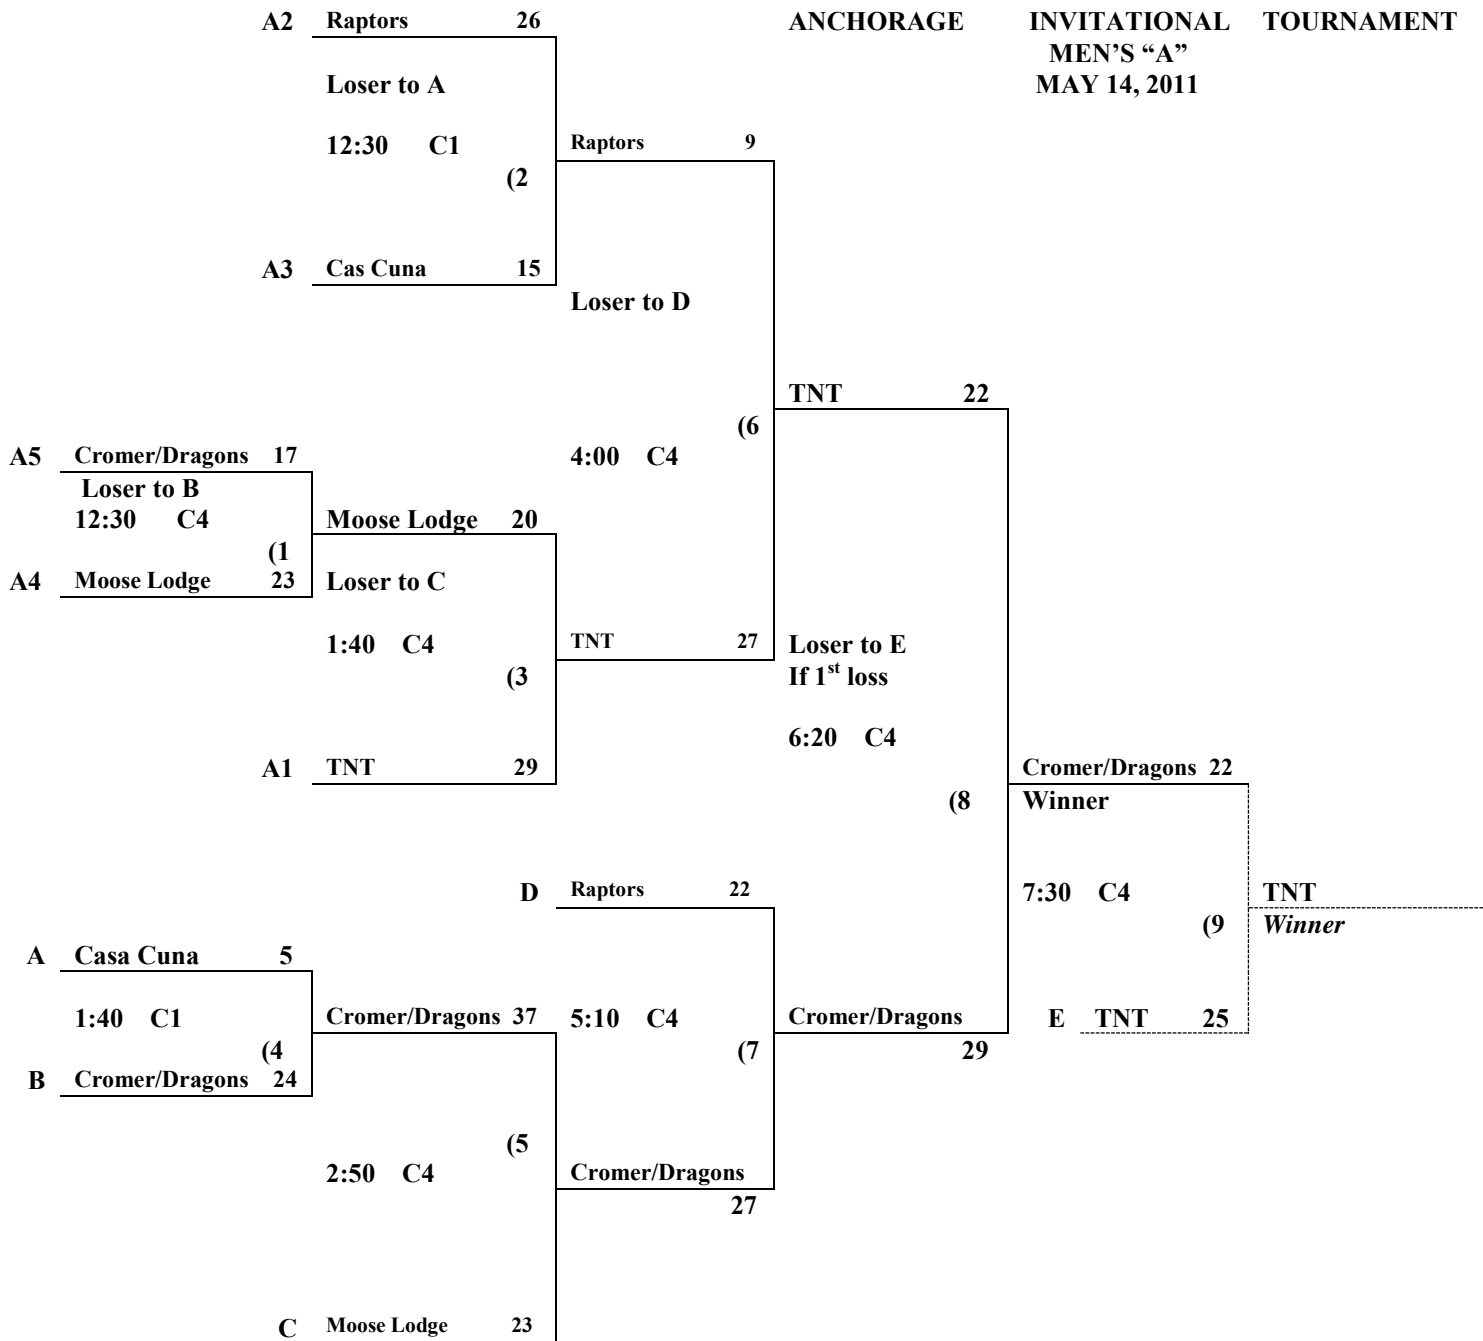 A2 Raptors 26 ANCHORAGE INVITATIONAL TOURNAMENT
MEN'S “A”
Loser to A MAY 14, 2011
12:30 C1 Raptors 9
(2
A3 Cas Cuna 15
Loser to D
TNT 22
(6
A5 Cromer/Dragons 17 4:00 C4
Loser to B
12:30 C4 Moose Lodge 20
(1
A4 Moose Lodge 23 Loser to C
1:40 C4 TNT 27 Loser to E
(3 If 1st loss
6:20 C4
A1 TNT 29 Cromer/Dragons 22
(8 Winner
D Raptors 22 7:30 C4 TNT
(9 Winner
A Casa Cuna 5
1:40 C1 Cromer/Dragons 37 5:10 C4 Cromer/Dragons E TNT 25
(4 (7 29
B Cromer/Dragons 24
(5
2:50 C4 Cromer/Dragons
27
C Moose Lodge 23